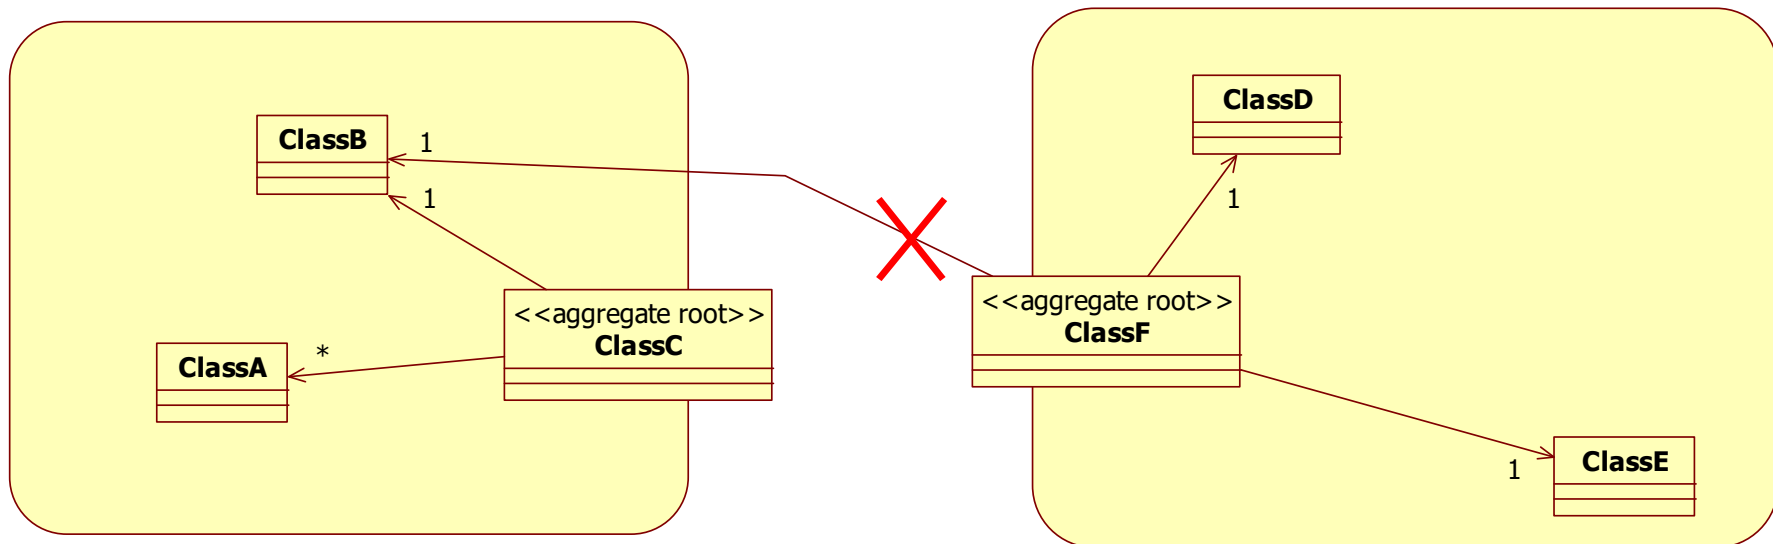 ClassB
1
1
<<aggregate root>>
ClassC
*
ClassA
ClassD
1
<<aggregate root>>
ClassF
1
ClassE